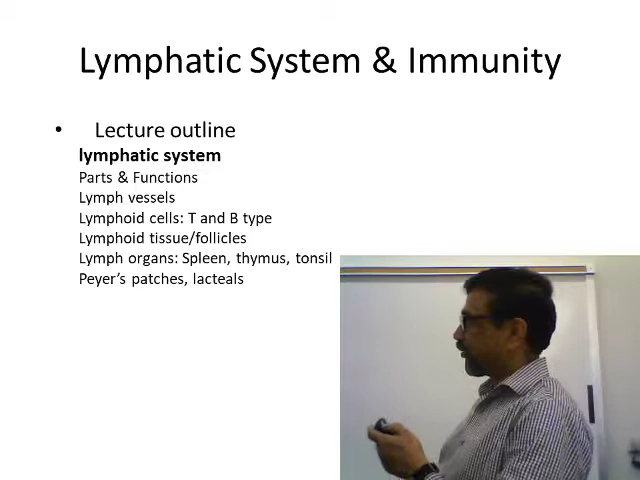 Lymphatic System & Immunity
• Lecture outline
lymphatic system
Parts & Functions
Lymph vessels
Lymphoid cells: T and B type
Lymphoid tissue/follicles
Lymph organs: Spleen, thymus, tonsil
Peyer's patches, lacteals